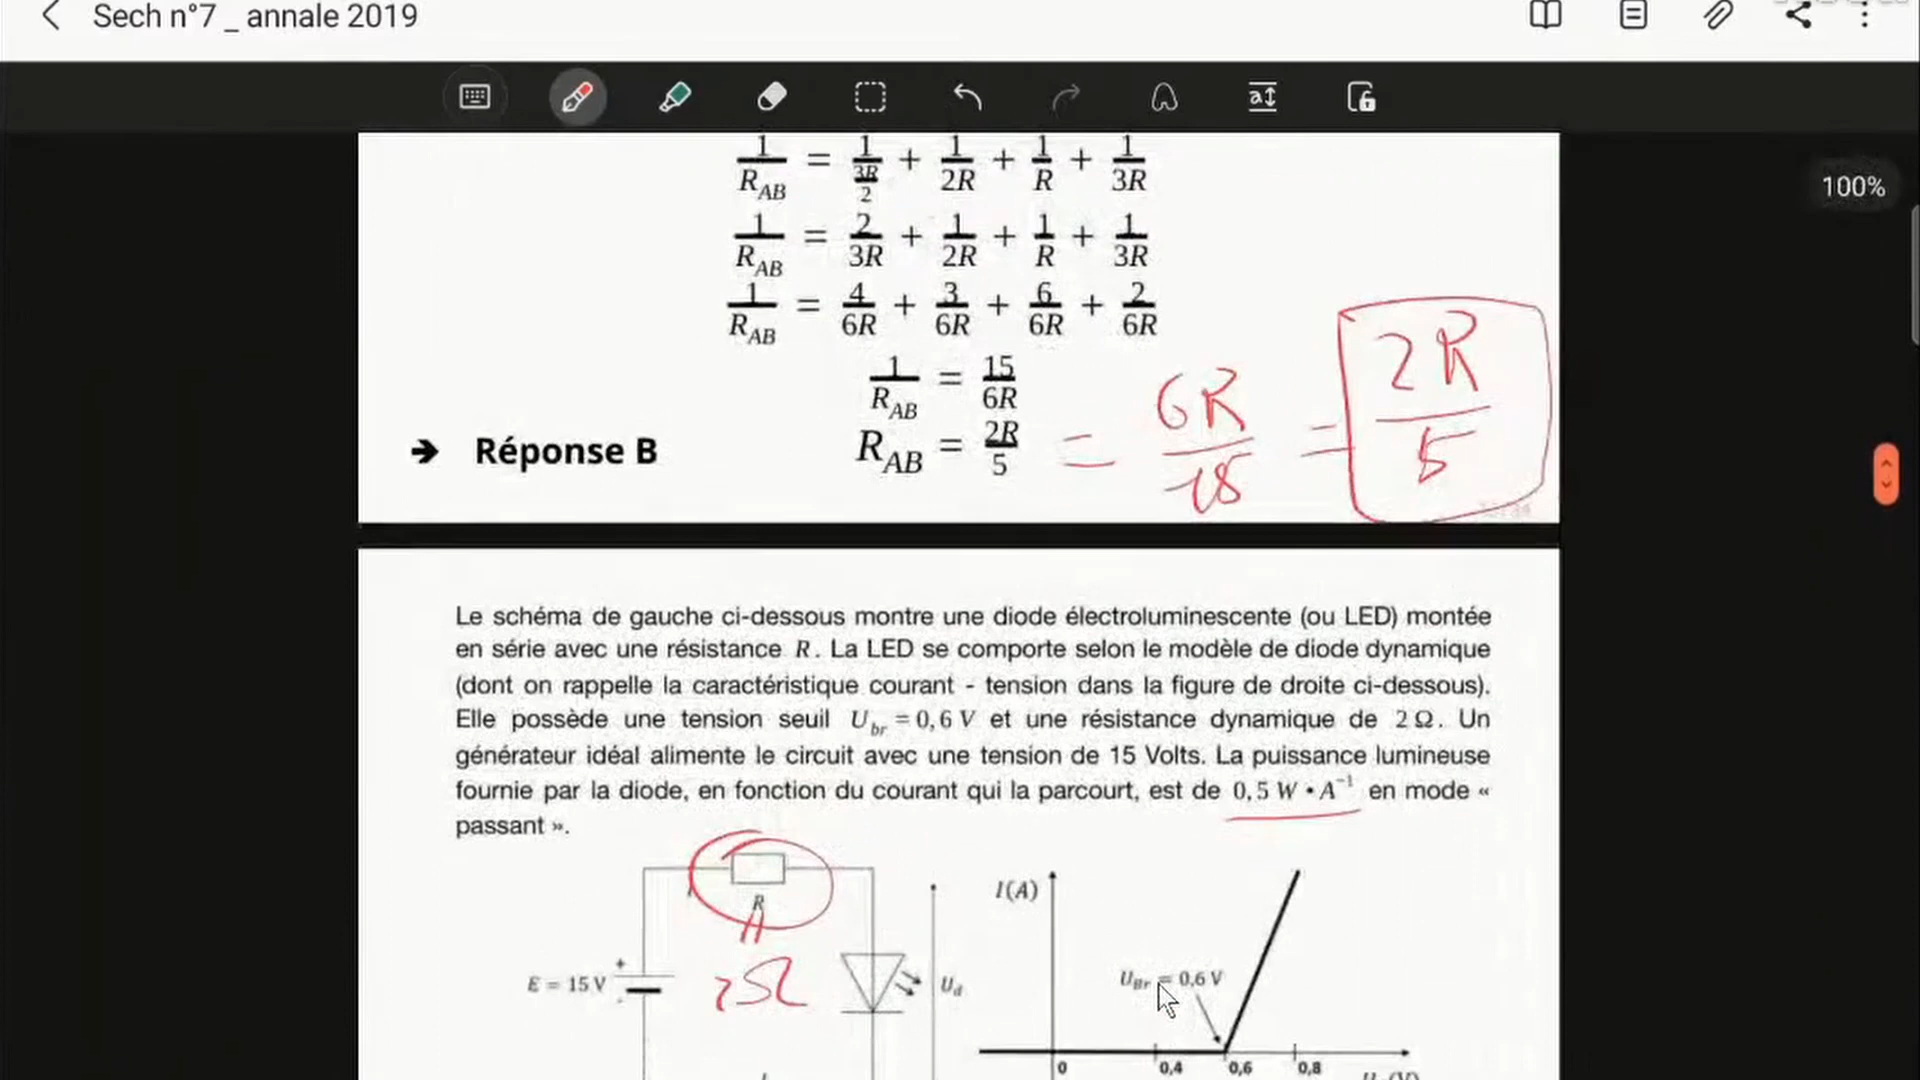 Sech n°7 _ annale 2019
100%
1/R_AB = 1/(3R/2) + 1/2R + 1/R + 1/3R
1/R_AB = 2/3R + 1/2R + 1/R + 1/3R
1/R_AB = 4/6R + 3/6R + 6/6R + 2/6R
1/R_AB = 15/6R
➔ Réponse B R_AB = 2R/5 = 6R/15 = 2R/5
Le schéma de gauche ci-dessous montre une diode électroluminescente (ou LED) montée
en série avec une résistance R. La LED se comporte selon le modèle de diode dynamique
(dont on rappelle la caractéristique courant - tension dans la figure de droite ci-dessous).
Elle possède une tension seuil U_br = 0,6 V et une résistance dynamique de 2 Ω. Un
générateur idéal alimente le circuit avec une tension de 15 Volts. La puissance lumineuse
fournie par la diode, en fonction du courant qui la parcourt, est de 0,5 W • A⁻¹ en mode «
passant ».
R
2Ω
+
E = 15 V
-
U_d
I(A)
U_Br = 0,6 V
0 0,4 0,6 0,8